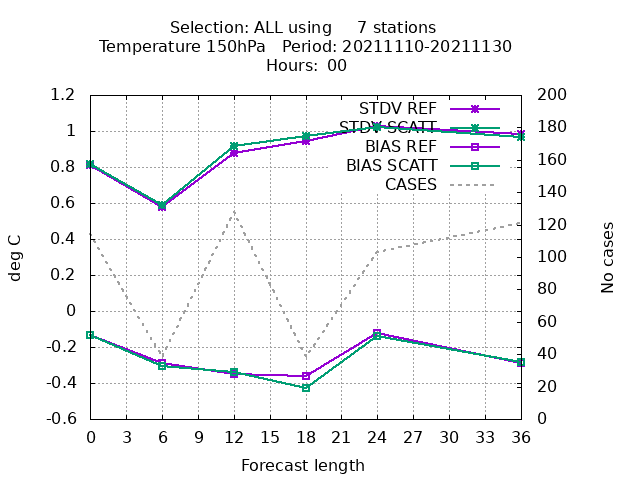 Selection: ALL using     7 stations
Temperature 150hPa   Period: 20211110-20211130
Hours: 00
1.2
1
0.8
0.6
0.4
0.2
0
-0.2
-0.4
-0.6
deg C
STDV REF
STDV SCATT
BIAS REF
BIAS SCATT
CASES
200
180
160
140
120
100
80
60
40
20
0
No cases
0 3 6 9 12 15 18 21 24 27 30 33 36
Forecast length